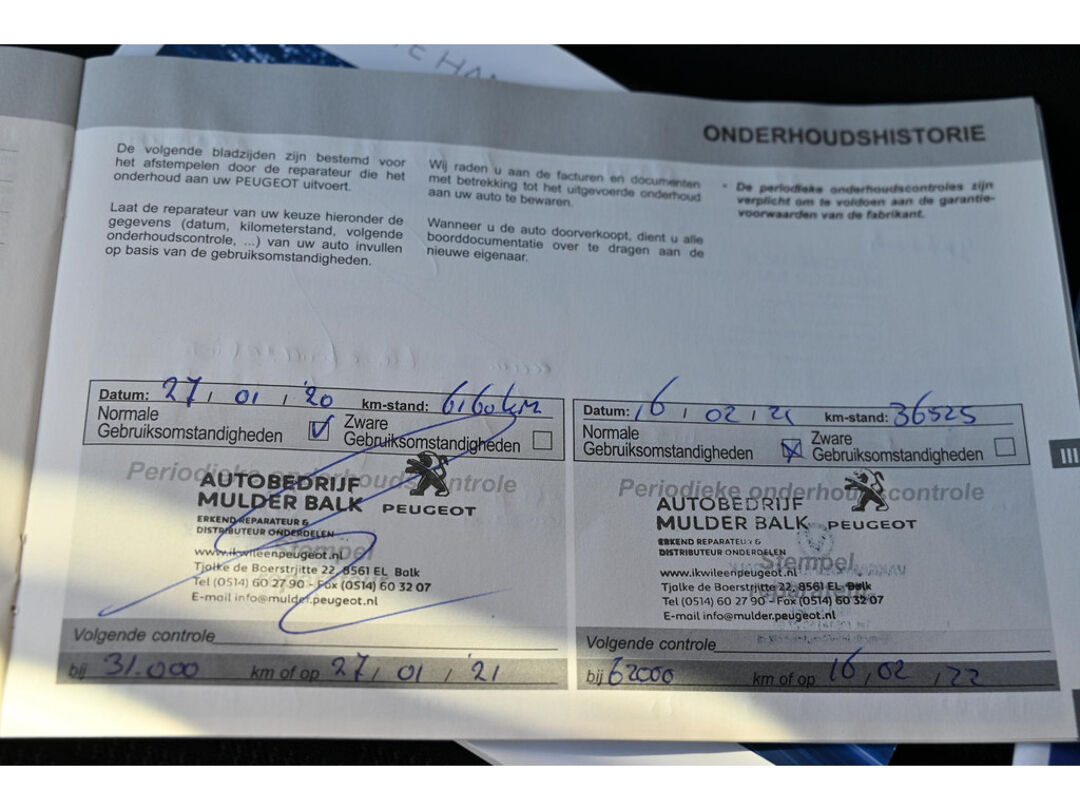 TE HAN
ONDERHOUDSHISTORIE
De volgende bladzijden zijn bestemd voor
het afstempelen door de reparateur die het
onderhoud aan uw PEUGEOT uitvoert.
Laat de reparateur van uw keuze hieronder de
gegevens (datum, kilometerstand, volgende
onderhoudscontrole, ...) van uw auto invullen
op basis van de gebruiksomstandigheden.
Wij raden u aan de facturen en documenten
met betrekking tot het uitgevoerde onderhoud
aan uw auto te bewaren.
Wanneer u de auto doorverkoopt, dient u alle
boorddocumentatie over te dragen aan de
nieuwe eigenaar.
- De periodieke onderhoudscontroles zijn
verplicht om te voldoen aan de garantie-
voorwaarden van de fabrikant.
Datum: 27 / 01 / '20 km-stand: 6160 km
Normale
Gebruiksomstandigheden
Zware
Gebruiksomstandigheden
Periodieke onderhoudscontrole
AUTOBEDRIJF
MULDER BALK PEUGEOT
ERKEND REPARATEUR &
DISTRIBUTEUR ONDERDELEN
Stempel
www.ikwileenpeugeot.nl
Tjalke de Boerstrjitte 22, 8561 EL Balk
Tel (0514) 60 27 90 - Fax (0514) 60 32 07
E-mail info@mulder.peugeot.nl
Volgende controle
bij 31.000 km of op 27 / 01 / '21
Datum: 16 / 02 / 21 km-stand: 36525
Normale
Gebruiksomstandigheden
Zware
Gebruiksomstandigheden
Periodieke onderhoudscontrole
AUTOBEDRIJF
MULDER BALK PEUGEOT
ERKEND REPARATEUR &
DISTRIBUTEUR ONDERDELEN
Stempel
www.ikwileenpeugeot.nl
Tjalke de Boerstrjitte 22, 8561 EL Balk
Tel (0514) 60 27 90 - Fax (0514) 60 32 07
E-mail info@mulder.peugeot.nl
Volgende controle
bij 62000 km of op 16 / 02 / 22
III